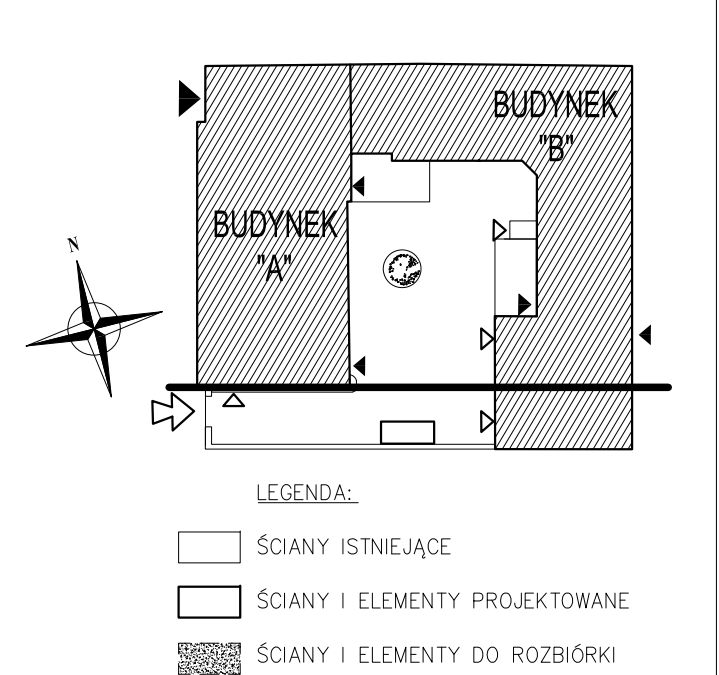 BUDYNEK
"B"
BUDYNEK
"A"
N
LEGENDA:
ŚCIANY ISTNIEJĄCE
ŚCIANY I ELEMENTY PROJEKTOWANE
ŚCIANY I ELEMENTY DO ROZBIÓRKI